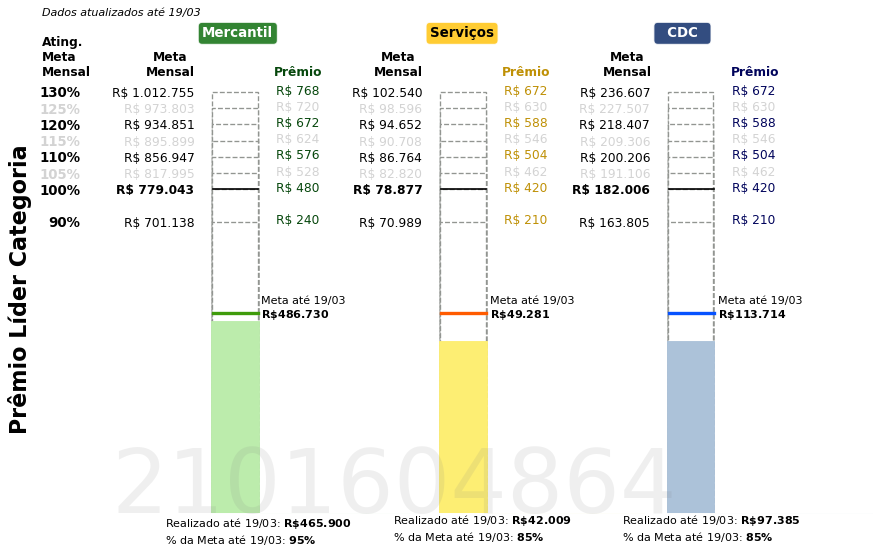 Dados atualizados até 19/03
Mercantil Serviços CDC
Ating. Meta Mensal
Meta Mensal Prêmio Meta Mensal Prêmio Meta Mensal Prêmio
130% R$ 1.012.755 R$ 768 R$ 102.540 R$ 672 R$ 236.607 R$ 672
125% R$ 973.803 R$ 720 R$ 98.596 R$ 630 R$ 227.507 R$ 630
120% R$ 934.851 R$ 672 R$ 94.652 R$ 588 R$ 218.407 R$ 588
115% R$ 895.899 R$ 624 R$ 90.708 R$ 546 R$ 209.306 R$ 546
110% R$ 856.947 R$ 576 R$ 86.764 R$ 504 R$ 200.206 R$ 504
105% R$ 817.995 R$ 528 R$ 82.820 R$ 462 R$ 191.106 R$ 462
100% R$ 779.043 R$ 480 R$ 78.877 R$ 420 R$ 182.006 R$ 420
90% R$ 701.138 R$ 240 R$ 70.989 R$ 210 R$ 163.805 R$ 210
Prêmio Líder Categoria
Meta até 19/03 Meta até 19/03 Meta até 19/03
R$486.730 R$49.281 R$113.714
2101604864
Realizado até 19/03: R$465.900 Realizado até 19/03: R$42.009 Realizado até 19/03: R$97.385
% da Meta até 19/03: 95% % da Meta até 19/03: 85% % da Meta até 19/03: 85%